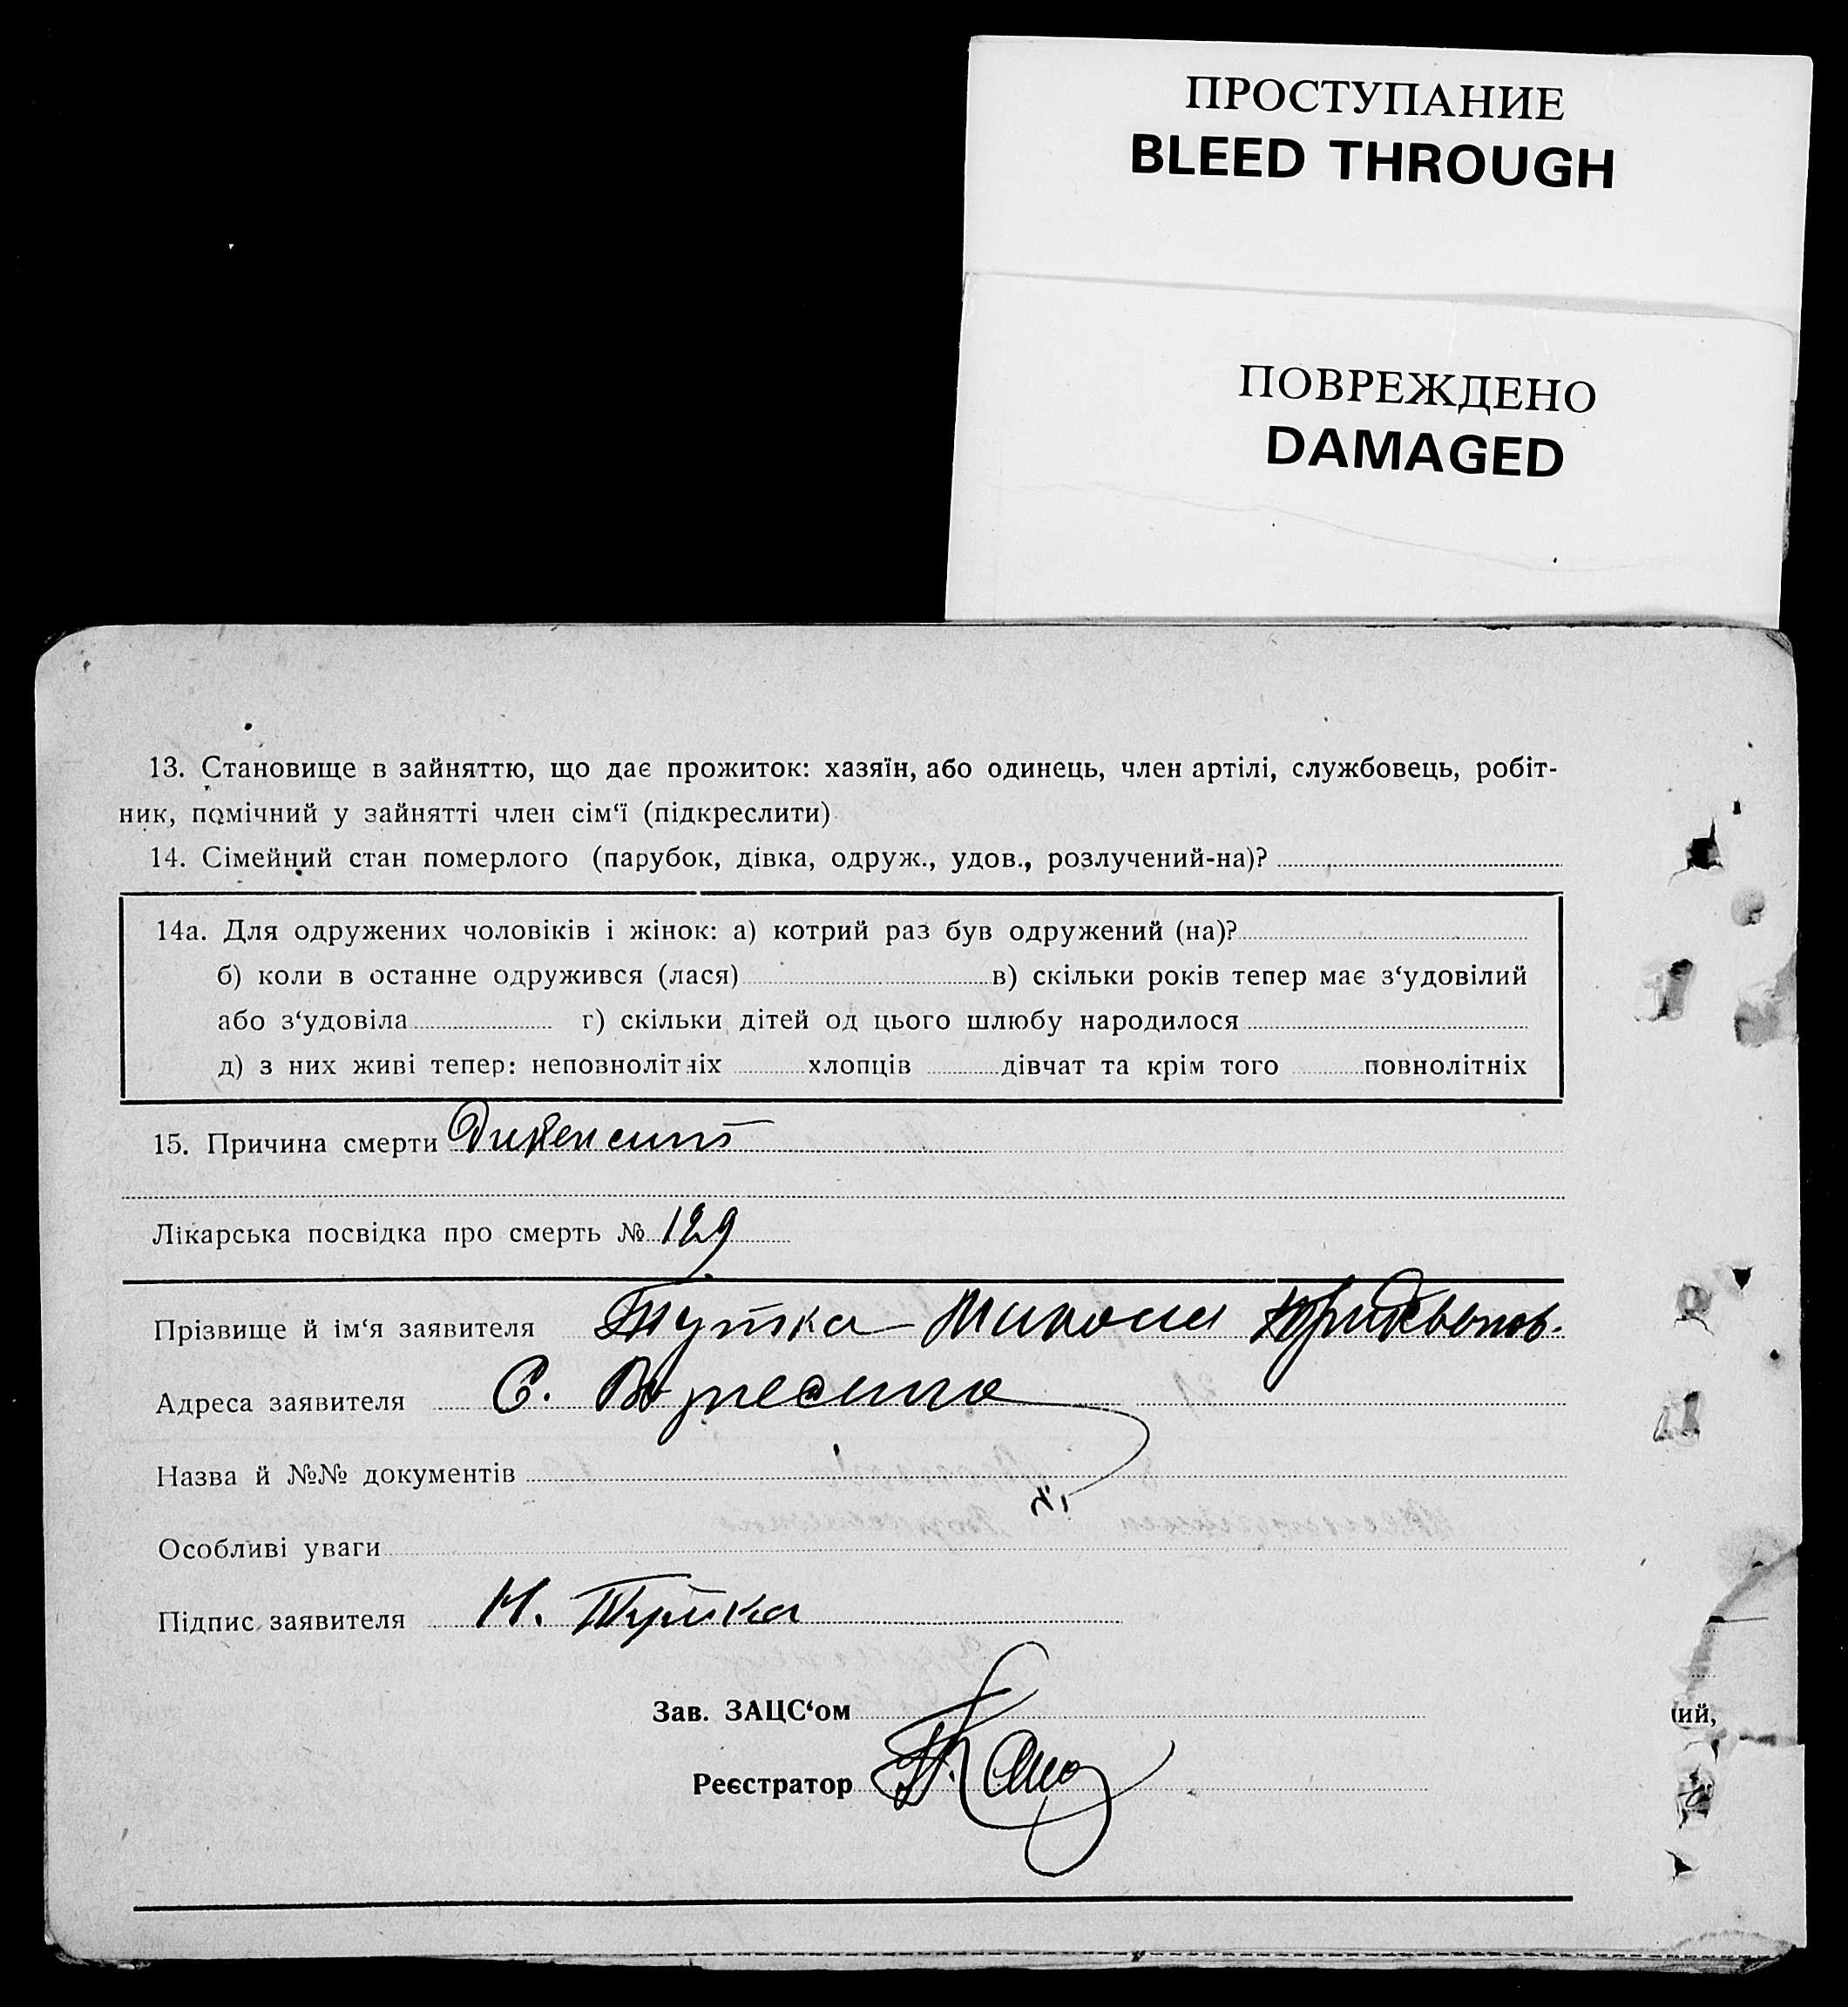 ПРОСТУПАНИЕ
BLEED THROUGH
ПОВРЕЖДЕНО
DAMAGED
13. Становище в зайняттю, що дає прожиток: хазяїн, або одинець, член артілі, службовець, робіт-
ник, помічний у зайнятті член сім‘ї (підкреслити)
14. Сімейний стан померлого (парубок, дівка, одруж., удов., розлучений-на)?
14а. Для одружених чоловіків і жінок: а) котрий раз був одружений (на)?
б) коли в останне одружився (лася) в) скільки років тепер має з‘удовілий
або з‘удовіла г) скільки дітей од цього шлюбу народилося
д) з них живі тепер: неповнолітніх хлопців дівчат та крім того повнолітніх
15. Причина смерти
Лікарська посвідка про смерть № 129
Прізвище й ім‘я заявителя
Адреса заявителя С.
Назва й №№ документів
Особливі уваги
Підпис заявителя
Зав. ЗАЦС‘ом
ий,
Реєстратор